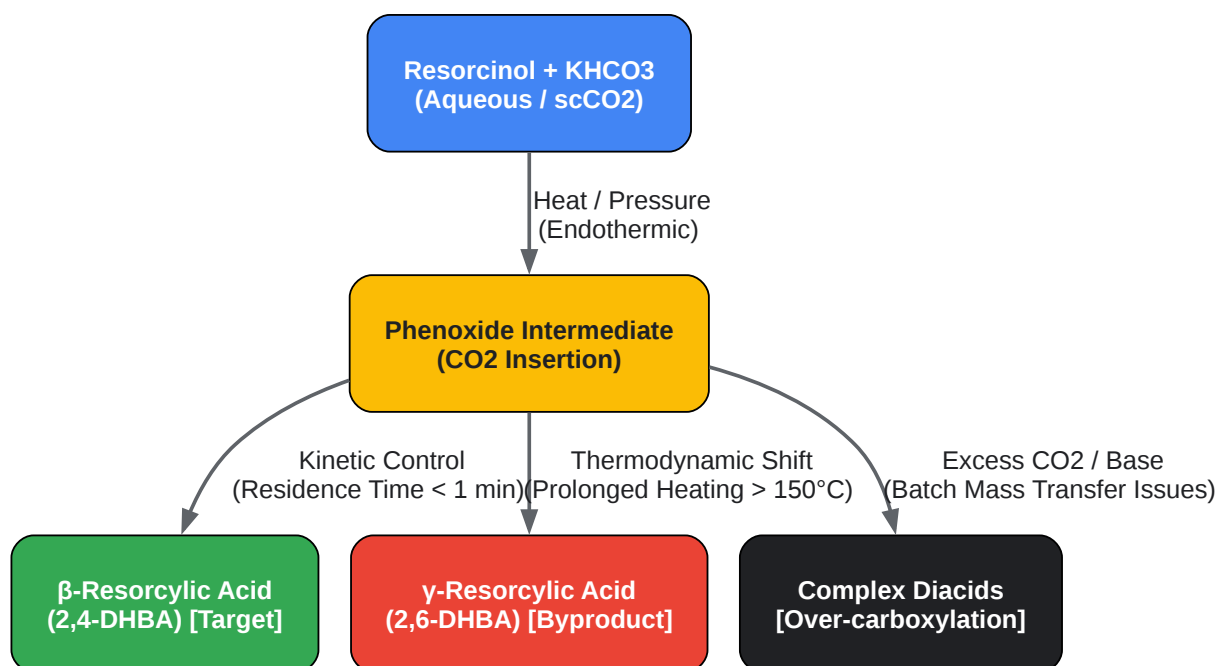 Resorcinol + KHCO3
(Aqueous / scCO2)
Heat / Pressure
(Endothermic)
Phenoxide Intermediate
(CO2 Insertion)
Kinetic Control
(Residence Time < 1 min)
Thermodynamic Shift
(Prolonged Heating > 150°C)
Excess CO2 / Base
(Batch Mass Transfer Issues)
β-Resorcylic Acid
(2,4-DHBA) [Target]
γ-Resorcylic Acid
(2,6-DHBA) [Byproduct]
Complex Diacids
[Over-carboxylation]